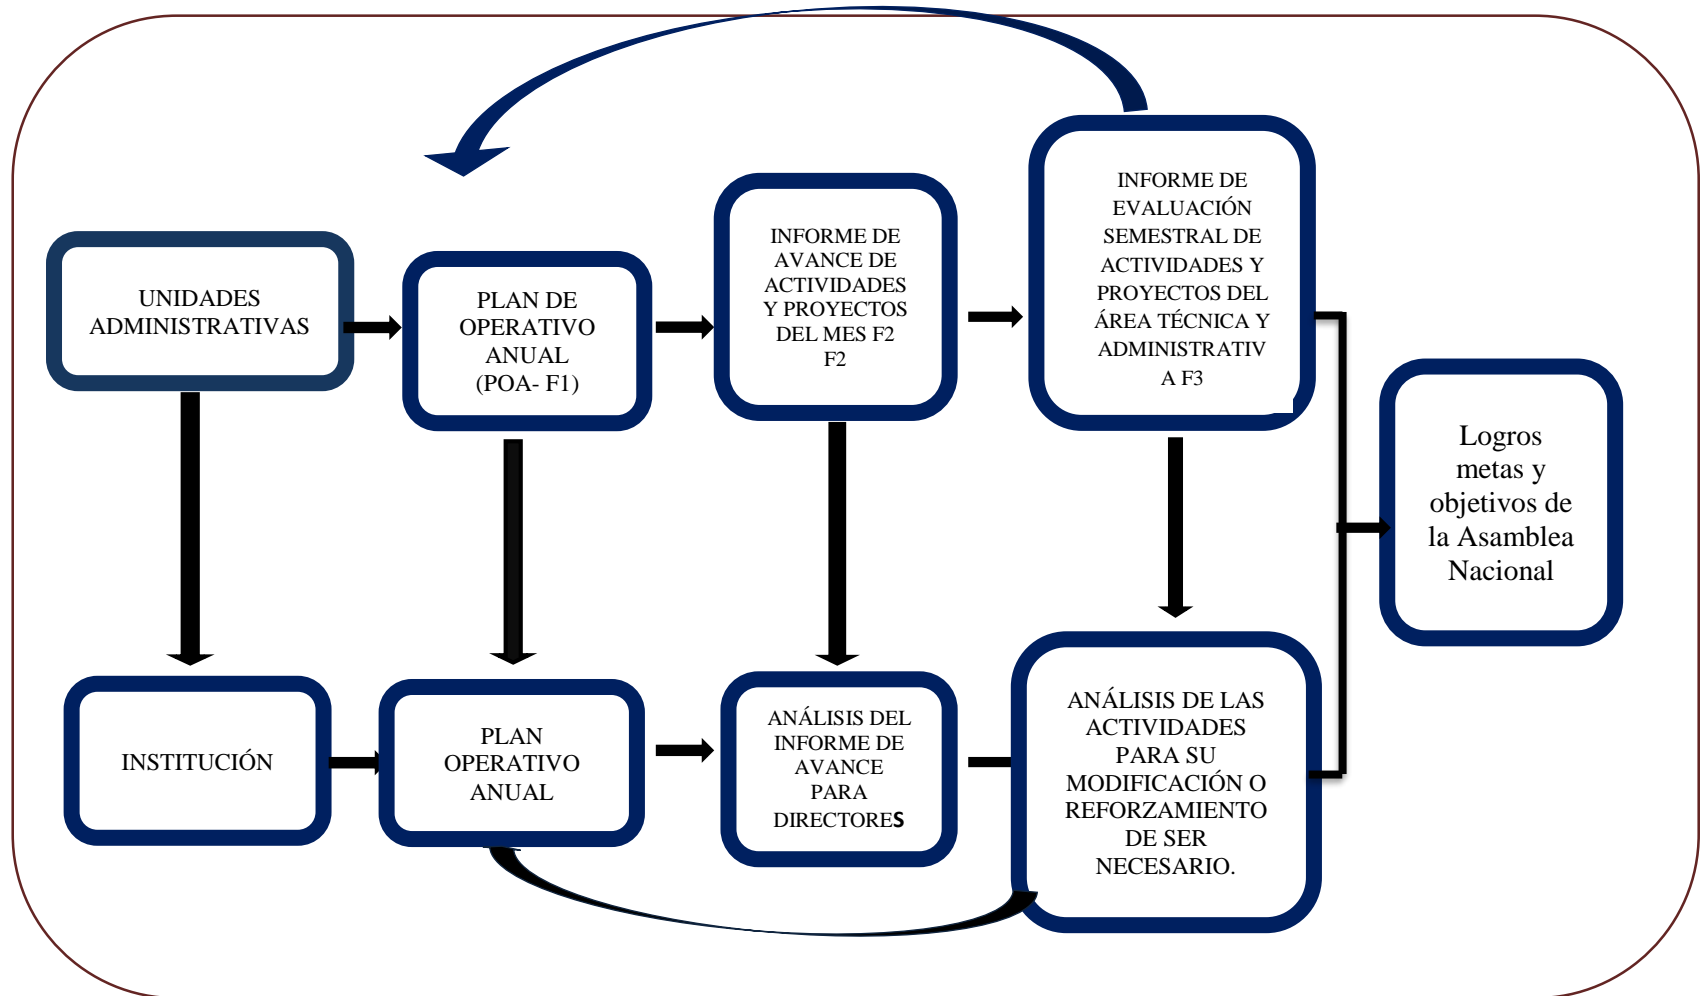 UNIDADES
ADMINISTRATIVAS
PLAN DE
OPERATIVO
ANUAL
(POA- F1)
INFORME DE
AVANCE DE
ACTIVIDADES
Y PROYECTOS
DEL MES F2
F2
INFORME DE
EVALUACIÓN
SEMESTRAL DE
ACTIVIDADES Y
PROYECTOS DEL
ÁREA TÉCNICA Y
ADMINISTRATIV
A F3
Logros
metas y
objetivos de
la Asamblea
Nacional
INSTITUCIÓN
PLAN
OPERATIVO
ANUAL
ANÁLISIS DEL
INFORME DE
AVANCE
PARA
DIRECTORES
ANÁLISIS DE LAS
ACTIVIDADES
PARA SU
MODIFICACIÓN O
REFORZAMIENTO
DE SER
NECESARIO.